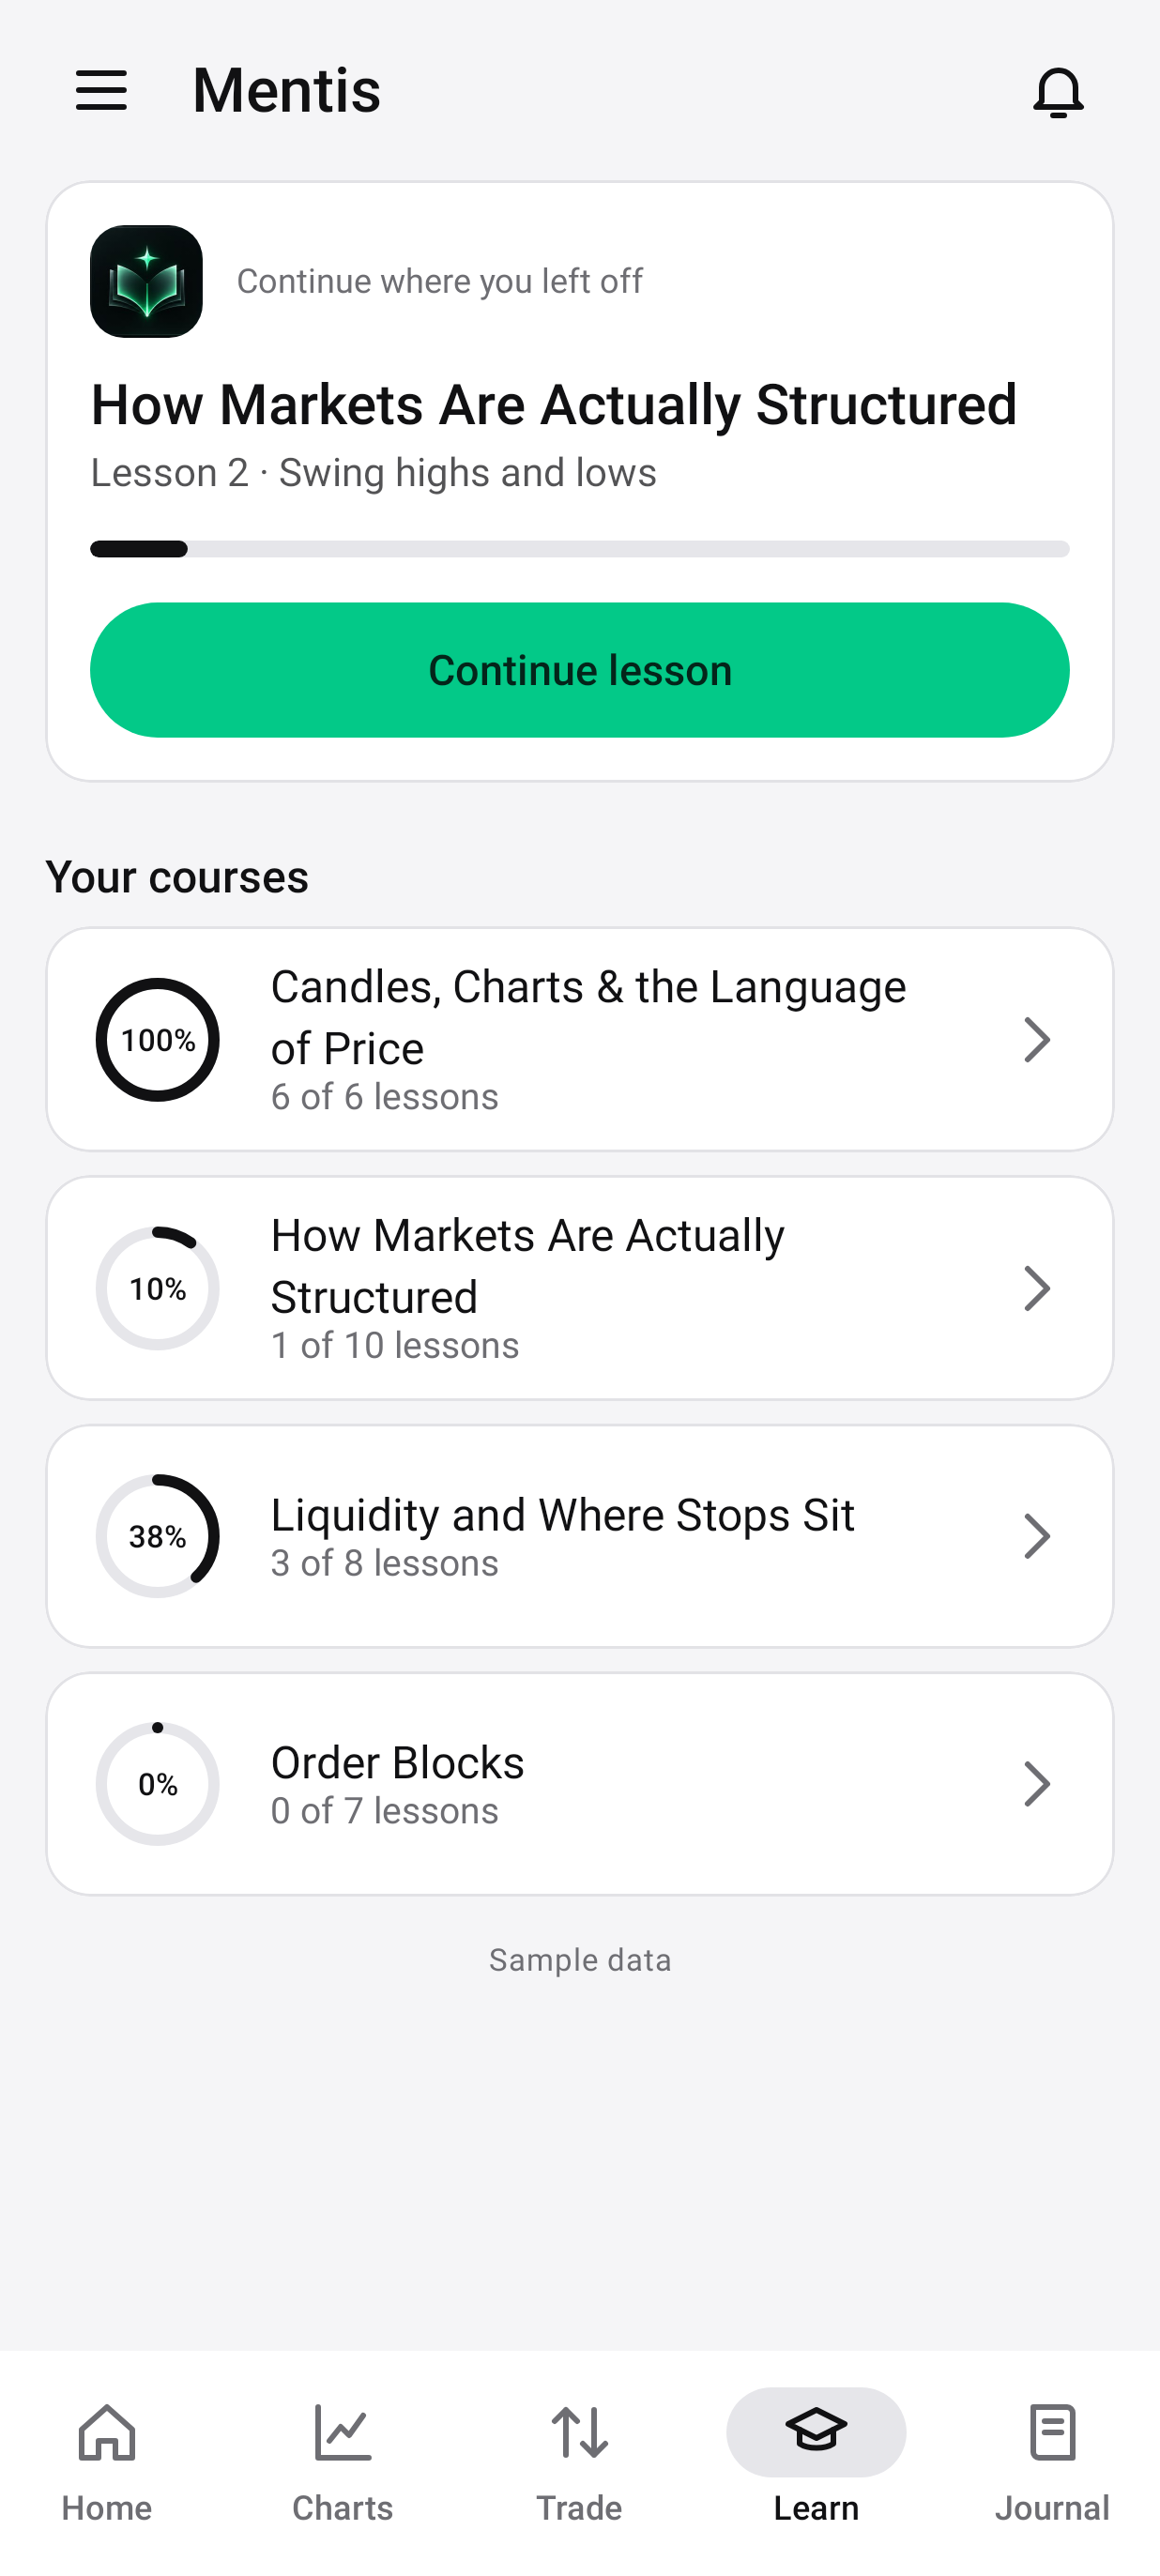 Mentis
Continue where you left off
How Markets Are Actually Structured
Lesson 2 · Swing highs and lows
Continue lesson
Your courses
100%
Candles, Charts & the Language
of Price
6 of 6 lessons
10%
How Markets Are Actually
Structured
1 of 10 lessons
38%
Liquidity and Where Stops Sit
3 of 8 lessons
0%
Order Blocks
0 of 7 lessons
Sample data
Home
Charts
Trade
Learn
Journal